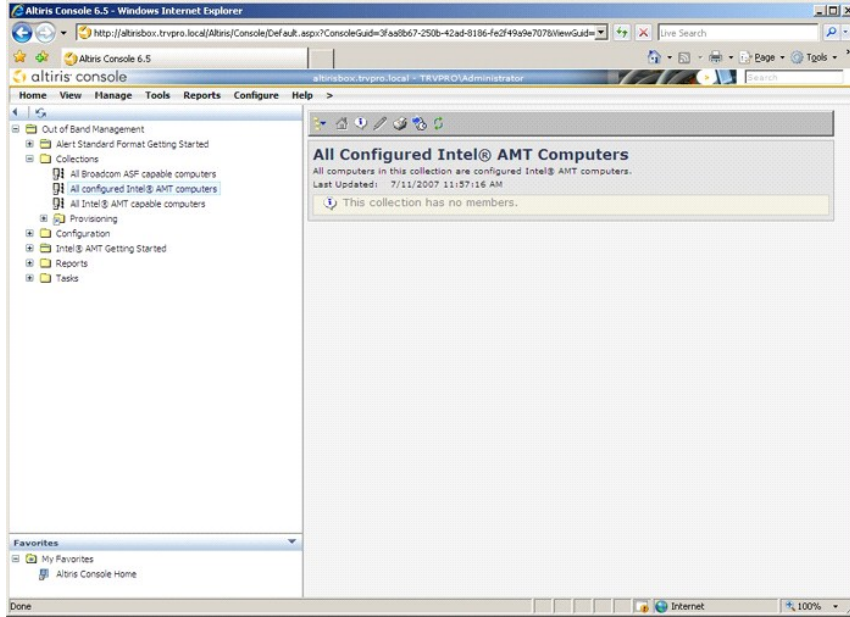 Altiris Console 6.5 - Windows Internet Explorer
http://altirisbox.trvpro.local/Altiris/Console/Default.aspx?ConsoleGuid=3faa8b67-250b-42ad-8186-fe2f49a9e707&ViewGuid=
Live Search
Altiris Console 6.5
Page
Tools
altiris console
altirisbox.trvpro.local - TRVPRO\Administrator
Search
Home View Manage Tools Reports Configure Help >
Out of Band Management
Alert Standard Format Getting Started
Collections
All Broadcom ASF capable computers
All configured Intel® AMT computers
All Intel® AMT capable computers
Provisioning
Configuration
Intel® AMT Getting Started
Reports
Tasks
All Configured Intel® AMT Computers
All computers in this collection are configured Intel® AMT computers.
Last Updated: 7/11/2007 11:57:16 AM
This collection has no members.
Favorites
My Favorites
Altiris Console Home
Done
Internet
100%